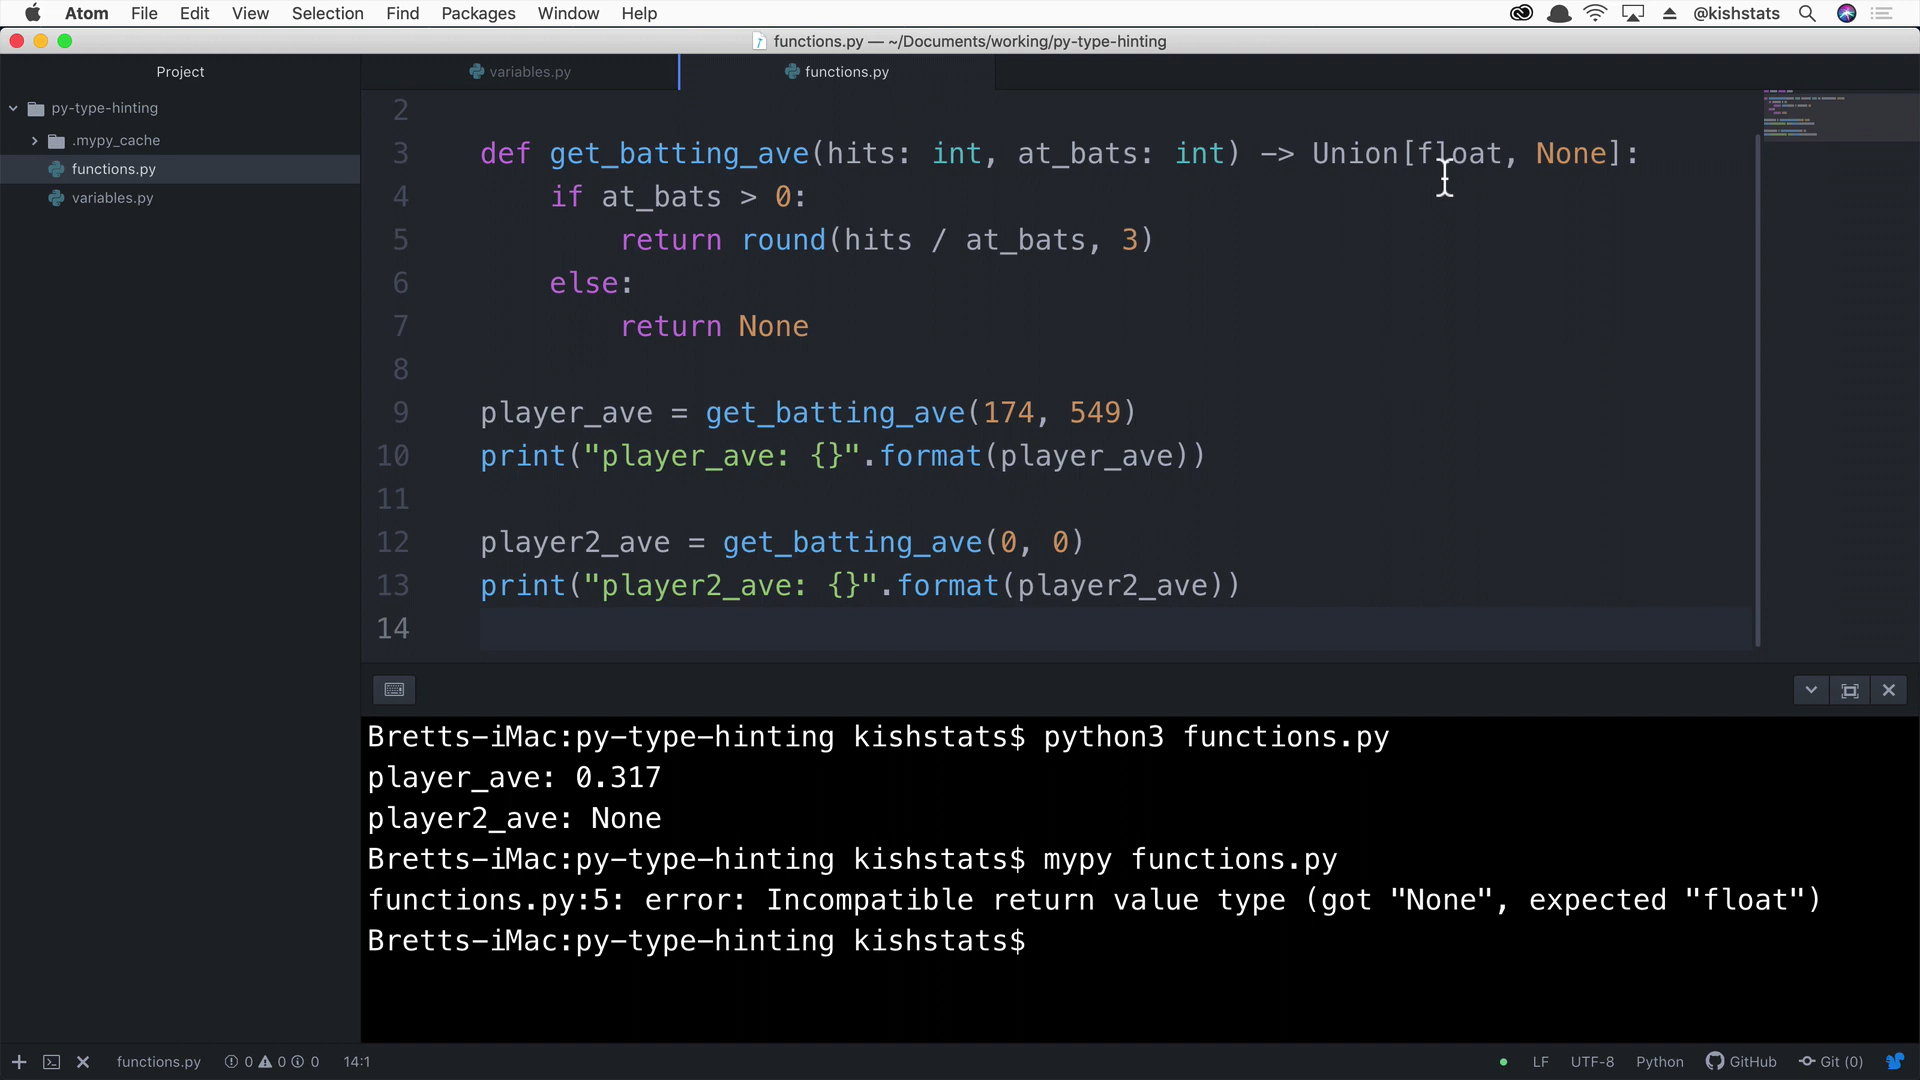 Atom File Edit View Selection Find Packages Window Help @kishstats
functions.py — ~/Documents/working/py-type-hinting
Project
variables.py
functions.py
py-type-hinting
.mypy_cache
functions.py
variables.py
2
3 def get_batting_ave(hits: int, at_bats: int) -> Union[float, None]:
4 if at_bats > 0:
5 return round(hits / at_bats, 3)
6 else:
7 return None
8
9 player_ave = get_batting_ave(174, 549)
10 print("player_ave: {}".format(player_ave))
11
12 player2_ave = get_batting_ave(0, 0)
13 print("player2_ave: {}".format(player2_ave))
14
Bretts-iMac:py-type-hinting kishstats$ python3 functions.py
player_ave: 0.317
player2_ave: None
Bretts-iMac:py-type-hinting kishstats$ mypy functions.py
functions.py:5: error: Incompatible return value type (got "None", expected "float")
Bretts-iMac:py-type-hinting kishstats$
functions.py 0 0 0 14:1 LF UTF-8 Python GitHub Git (0)